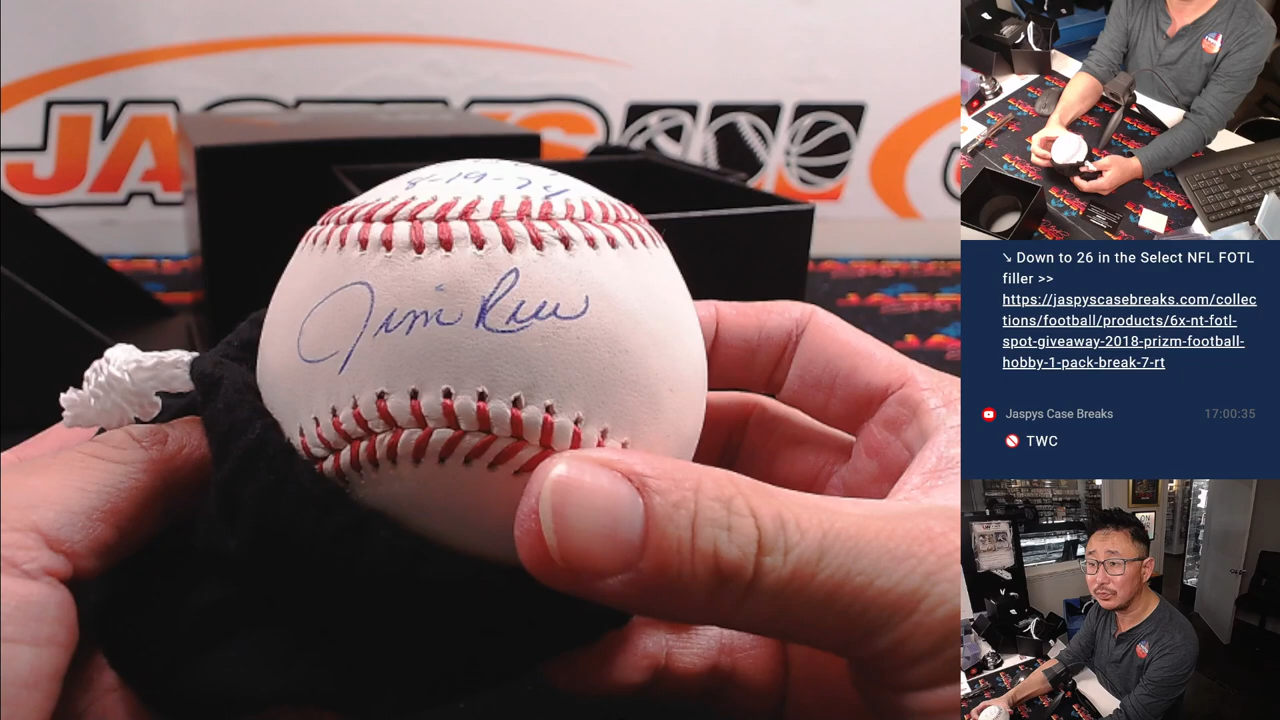 JASPYS
8-19-74
Jim Rice
↘ Down to 26 in the Select NFL FOTL
filler >>
https://jaspyscasebreaks.com/collec
tions/football/products/6x-nt-fotl-
spot-giveaway-2018-prizm-football-
hobby-1-pack-break-7-rt
Jaspys Case Breaks
17:00:35
TWC
ON